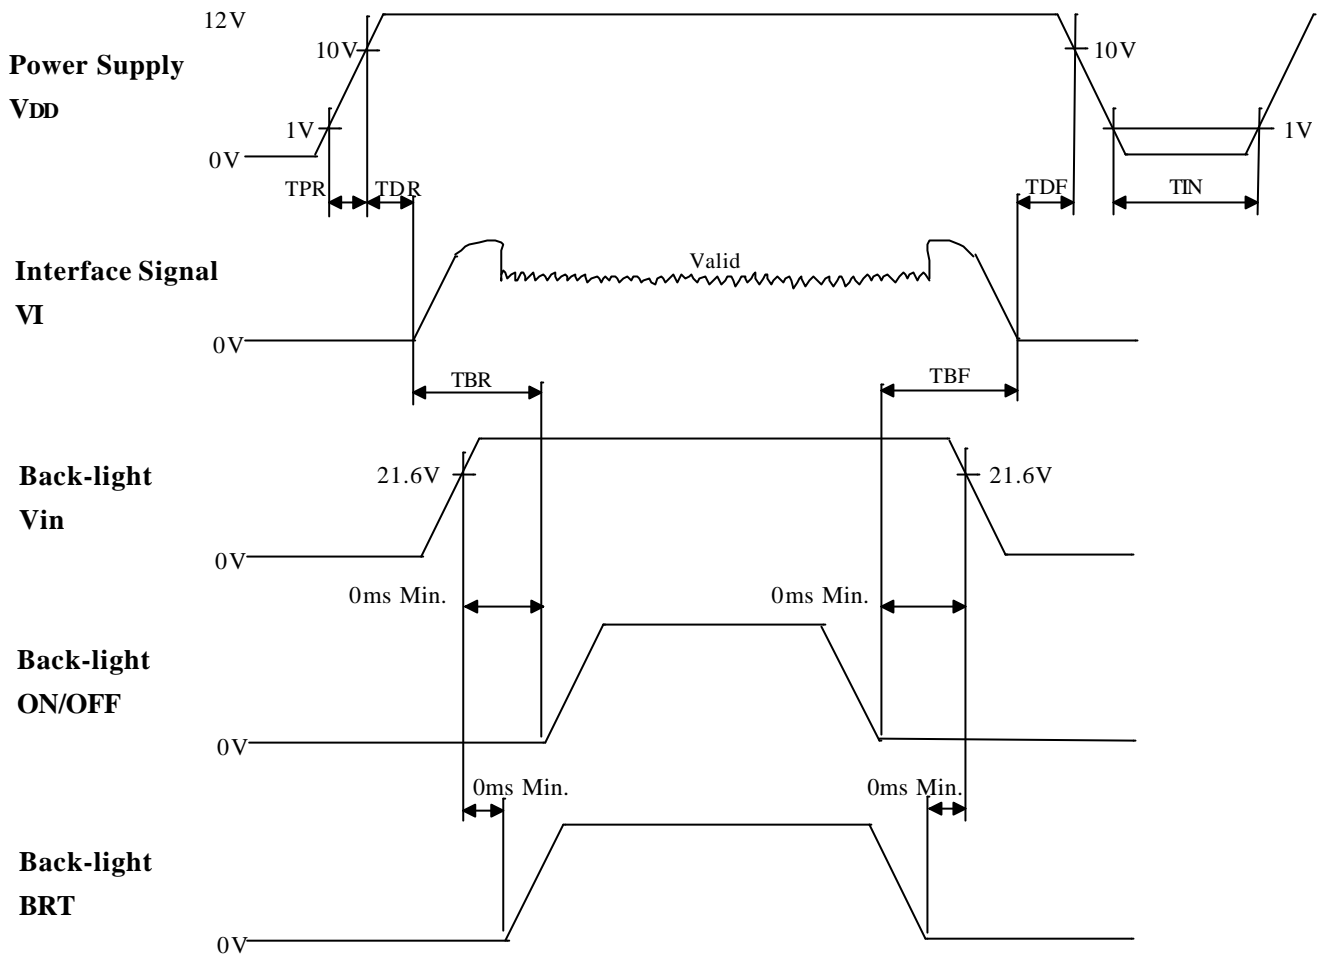 12V
Power Supply
VDD
10V
10V
1V
1V
0V
TPR
TDR
TDF
TIN
Interface Signal
VI
Valid
0V
TBR
TBF
Back-light
Vin
21.6V
21.6V
0V
0ms Min.
0ms Min.
Back-light
ON/OFF
0V
0ms Min.
0ms Min.
Back-light
BRT
0V